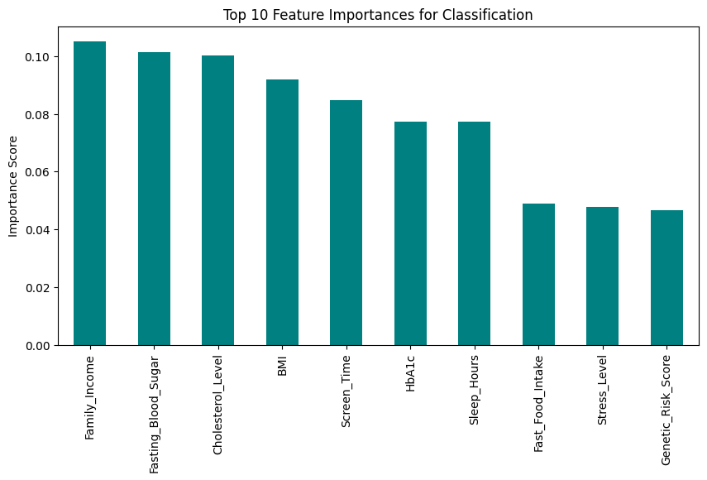 Top 10 Feature Importances for Classification
Importance Score
0.10
0.08
0.06
0.04
0.02
0.00
Family_Income
Fasting_Blood_Sugar
Cholesterol_Level
BMI
Screen_Time
HbA1c
Sleep_Hours
Fast_Food_Intake
Stress_Level
Genetic_Risk_Score